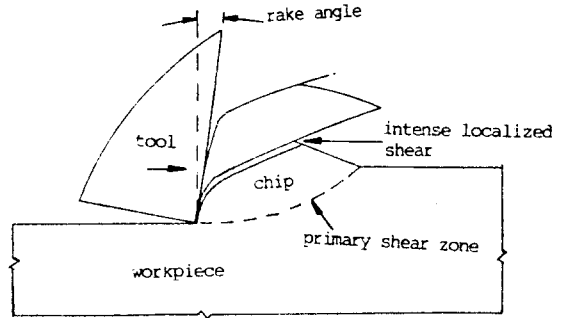 rake angle
tool
intense localized
shear
chip
primary shear zone
workpiece